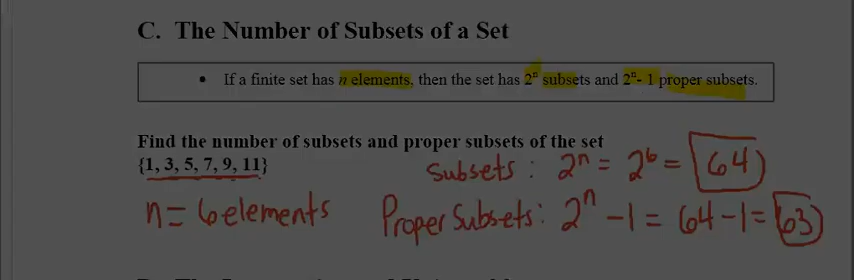 C. The Number of Subsets of a Set
• If a finite set has n elements, then the set has 2ⁿ subsets and 2ⁿ- 1 proper subsets.
Find the number of subsets and proper subsets of the set
{1, 3, 5, 7, 9, 11}
Subsets : 2ⁿ = 2⁶ = 64
n = 6 elements
Proper Subsets: 2ⁿ - 1 = 64 - 1 = 63